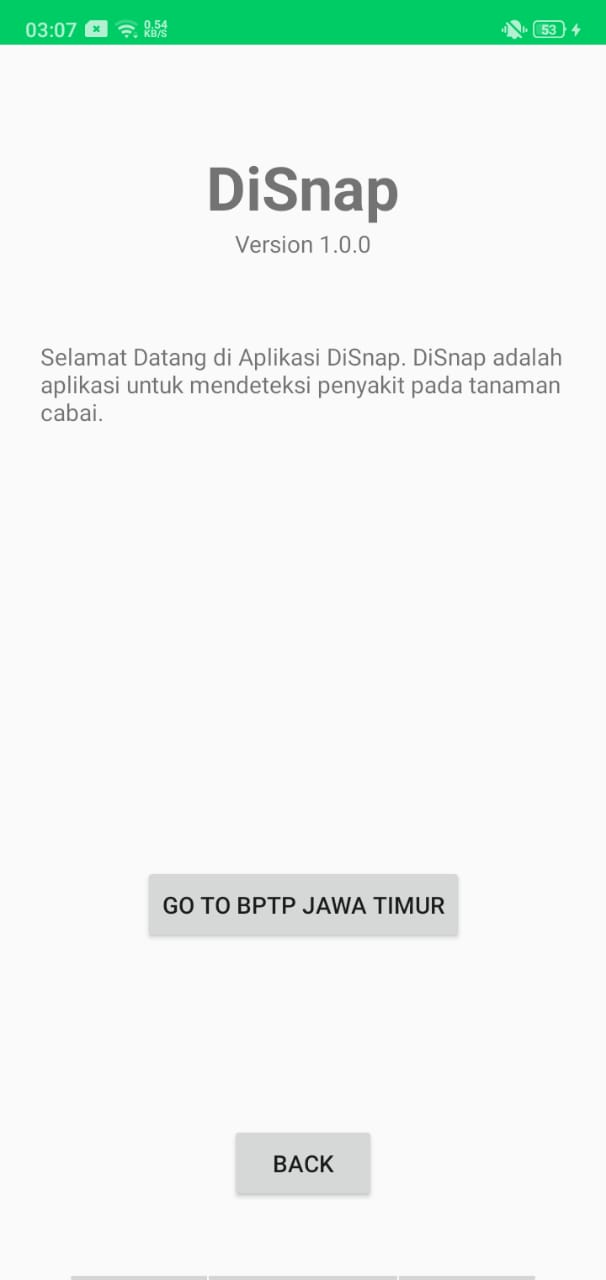 03:07 0.54
KB/S 53
DiSnap
Version 1.0.0
Selamat Datang di Aplikasi DiSnap. DiSnap adalah
aplikasi untuk mendeteksi penyakit pada tanaman
cabai.
GO TO BPTP JAWA TIMUR
BACK